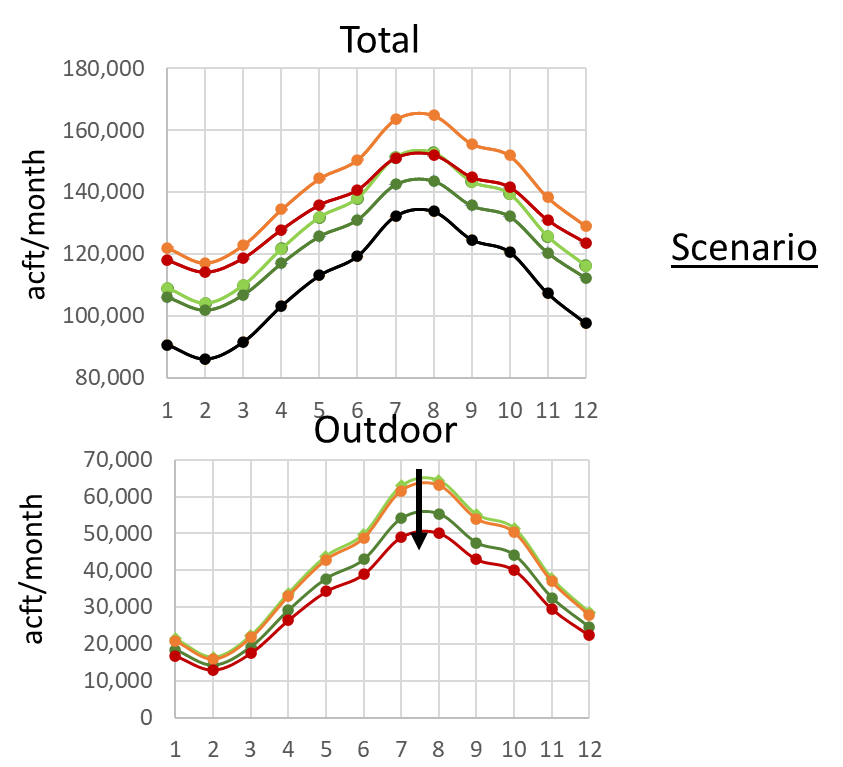 Total
180,000
160,000
140,000
120,000
100,000
80,000
acft/month
1 2 3 4 5 6 7 8 9 10 11 12
Scenario
Outdoor
70,000
60,000
50,000
40,000
30,000
20,000
10,000
0
acft/month
1 2 3 4 5 6 7 8 9 10 11 12